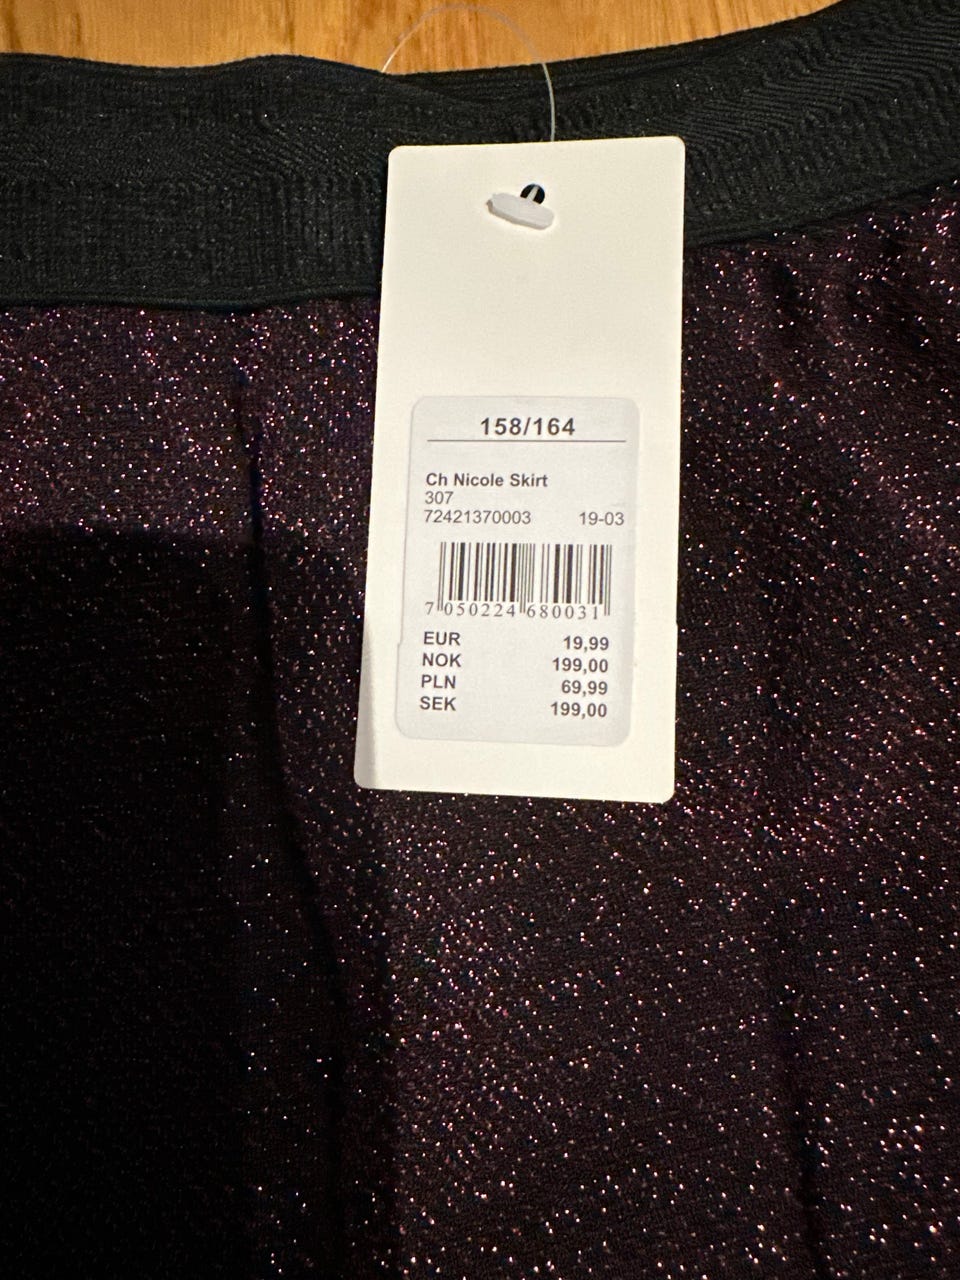 158/164
Ch Nicole Skirt
307
72421370003 19-03
7 050224 680031
EUR 19,99
NOK 199,00
PLN 69,99
SEK 199,00